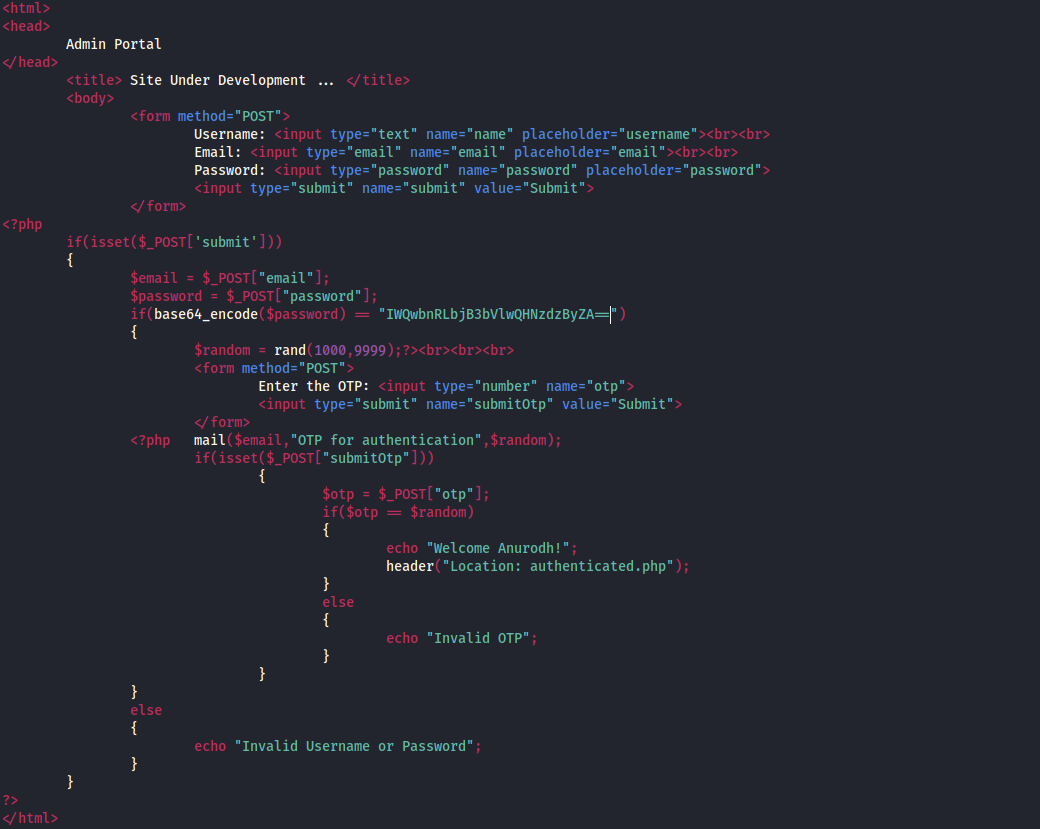 <html>
<head>
        Admin Portal
</head>
        <title> Site Under Development ... </title>
        <body>
                <form method="POST">
                        Username: <input type="text" name="name" placeholder="username"><br><br>
                        Email: <input type="email" name="email" placeholder="email"><br><br>
                        Password: <input type="password" name="password" placeholder="password">
                        <input type="submit" name="submit" value="Submit">
                </form>
<?php
        if(isset($_POST['submit']))
        {
                $email = $_POST["email"];
                $password = $_POST["password"];
                if(base64_encode($password) == "IWQwbnRLbjB3bVlwQHNzdzByZA==")
                {
                        $random = rand(1000,9999);?><br><br><br>
                        <form method="POST">
                                Enter the OTP: <input type="number" name="otp">
                                <input type="submit" name="submitOtp" value="Submit">
                        </form>
                <?php   mail($email,"OTP for authentication",$random);
                        if(isset($_POST["submitOtp"]))
                                {
                                        $otp = $_POST["otp"];
                                        if($otp == $random)
                                        {
                                                echo "Welcome Anurodh!";
                                                header("Location: authenticated.php");
                                        }
                                        else
                                        {
                                                echo "Invalid OTP";
                                        }
                                }
                }
                else
                {
                        echo "Invalid Username or Password";
                }
        }
?>
</html>